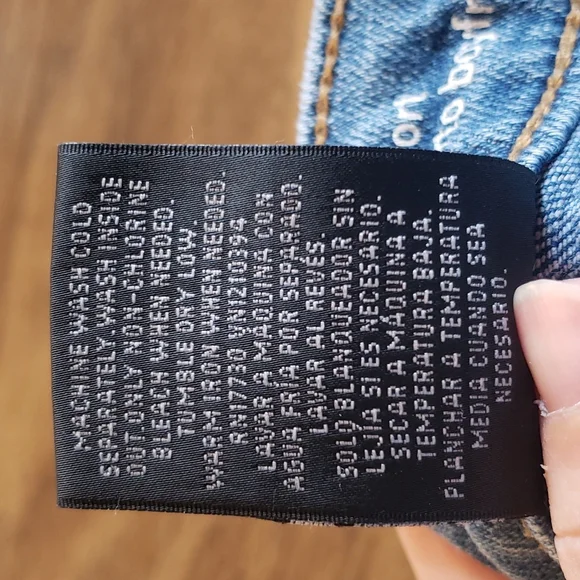 MACHINE WASH COLD
SEPARATELY. WASH INSIDE
OUT. ONLY NON-CHLORINE
BLEACH WHEN NEEDED.
TUMBLE DRY LOW.
WARM IRON WHEN NEEDED.
RN17730 VN210394
LAVAR A MÁQUINA CON
AGUA FRÍA POR SEPARADO.
LAVAR AL REVÉS.
SOLO BLANQUEADOR SIN
LEJÍA SI ES NECESARIO.
SECAR A MÁQUINA A
TEMPERATURA BAJA.
PLANCHAR A TEMPERATURA
MEDIA CUANDO SEA
NECESARIO.
on